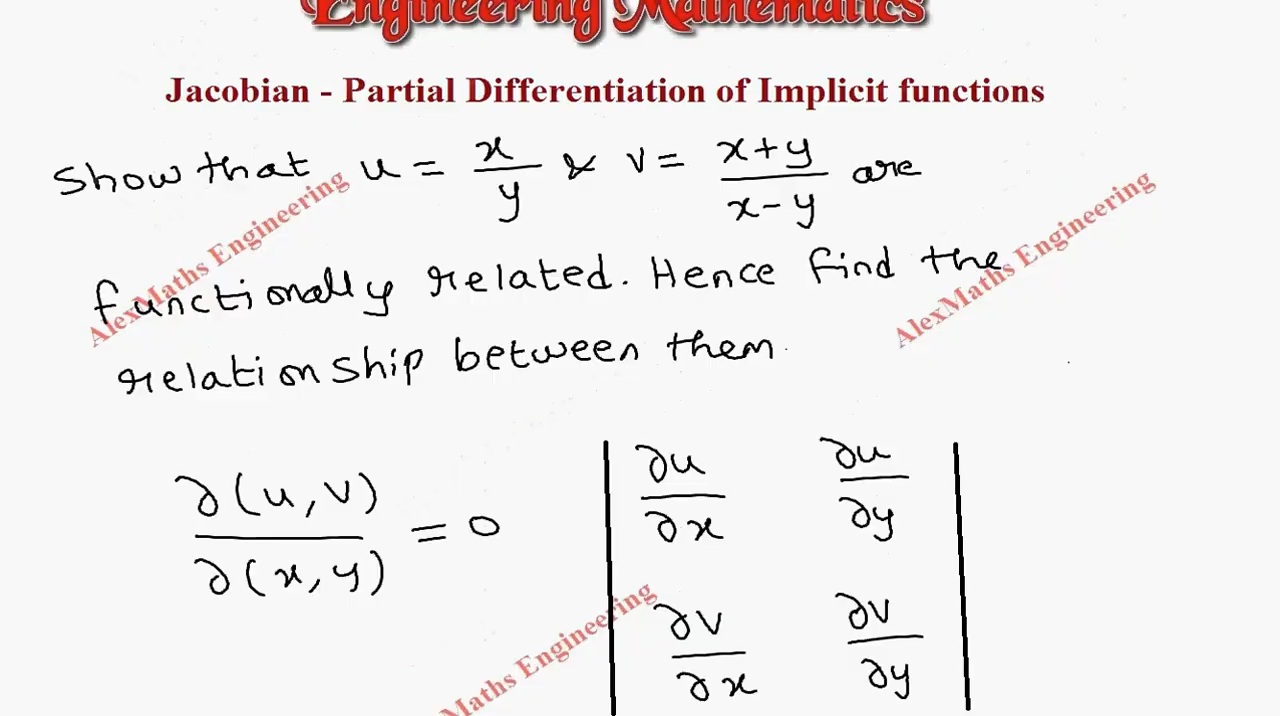 Engineering Mathematics
Jacobian - Partial Differentiation of Implicit functions
Show that u = x/y & v = x+y/x-y are
functionally related. Hence find the
relationship between them.
∂(u,v)/∂(x,y) = 0 | ∂u/∂x ∂u/∂y |
| ∂v/∂x ∂v/∂y |
AlexMaths Engineering
AlexMaths Engineering
Maths Engineering